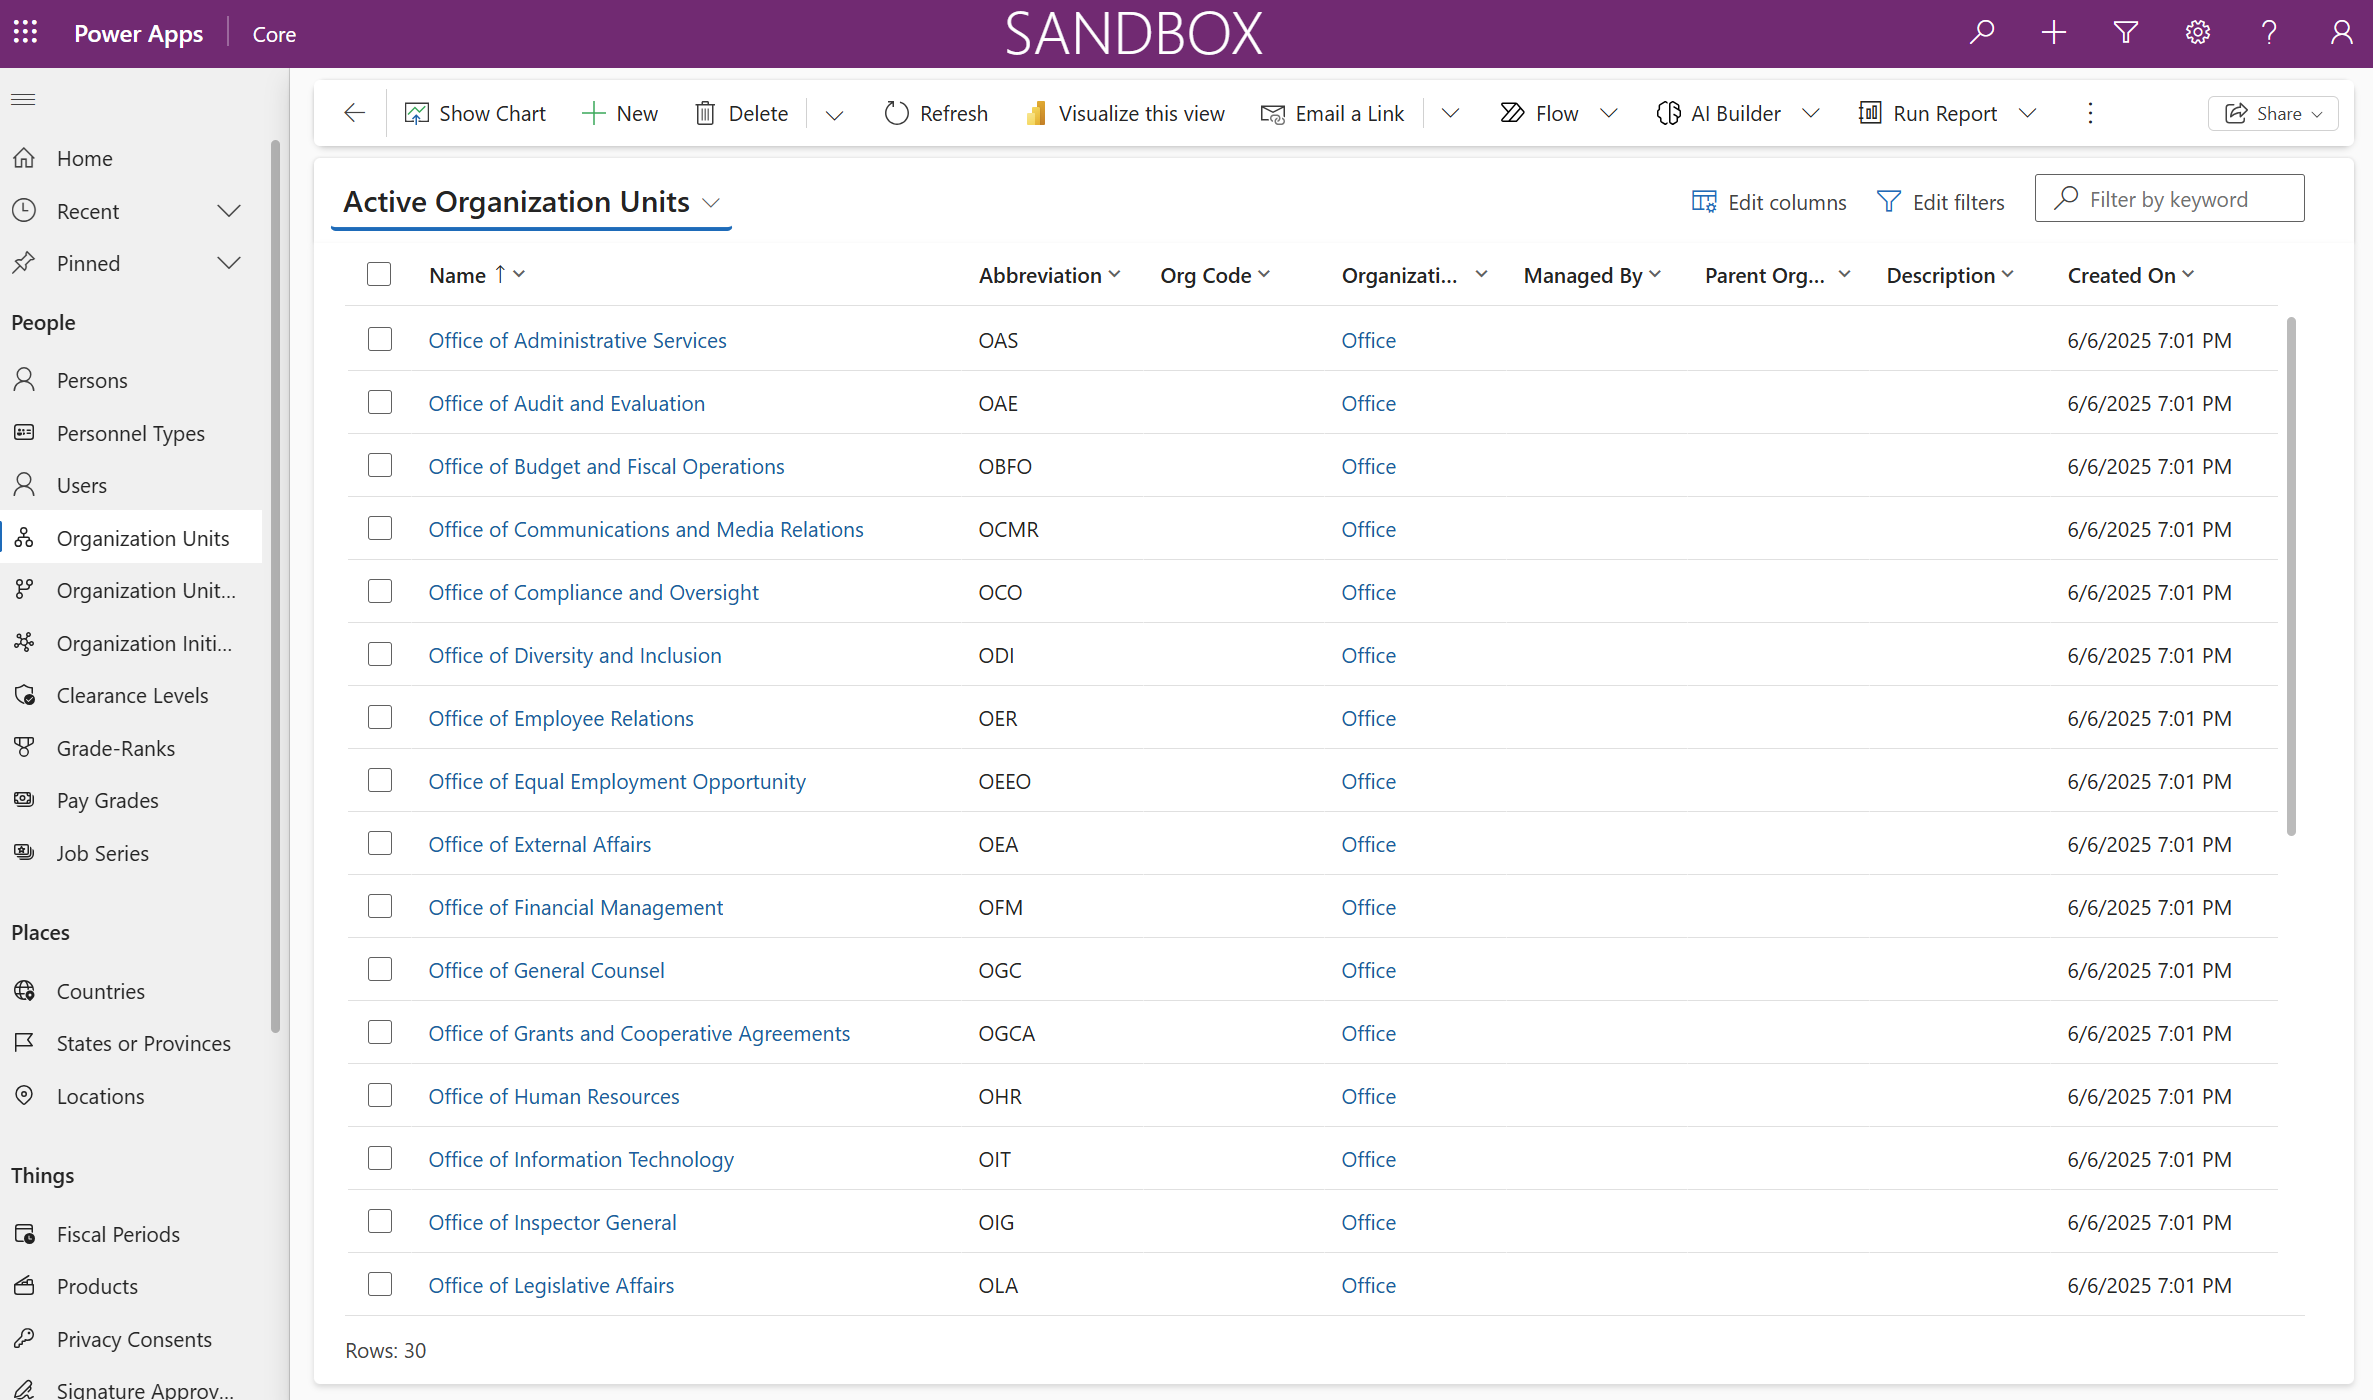 Power Apps Core SANDBOX
Show Chart New Delete Refresh Visualize this view Email a Link Flow AI Builder Run Report Share
Home
Recent
Pinned
People
Persons
Personnel Types
Users
Organization Units
Organization Unit...
Organization Initi...
Clearance Levels
Grade-Ranks
Pay Grades
Job Series
Places
Countries
States or Provinces
Locations
Things
Fiscal Periods
Products
Privacy Consents
Signature Approv...
Active Organization Units Edit columns Edit filters Filter by keyword
Name Abbreviation Org Code Organizati... Managed By Parent Org... Description Created On
Office of Administrative Services OAS Office 6/6/2025 7:01 PM
Office of Audit and Evaluation OAE Office 6/6/2025 7:01 PM
Office of Budget and Fiscal Operations OBFO Office 6/6/2025 7:01 PM
Office of Communications and Media Relations OCMR Office 6/6/2025 7:01 PM
Office of Compliance and Oversight OCO Office 6/6/2025 7:01 PM
Office of Diversity and Inclusion ODI Office 6/6/2025 7:01 PM
Office of Employee Relations OER Office 6/6/2025 7:01 PM
Office of Equal Employment Opportunity OEEO Office 6/6/2025 7:01 PM
Office of External Affairs OEA Office 6/6/2025 7:01 PM
Office of Financial Management OFM Office 6/6/2025 7:01 PM
Office of General Counsel OGC Office 6/6/2025 7:01 PM
Office of Grants and Cooperative Agreements OGCA Office 6/6/2025 7:01 PM
Office of Human Resources OHR Office 6/6/2025 7:01 PM
Office of Information Technology OIT Office 6/6/2025 7:01 PM
Office of Inspector General OIG Office 6/6/2025 7:01 PM
Office of Legislative Affairs OLA Office 6/6/2025 7:01 PM
Rows: 30